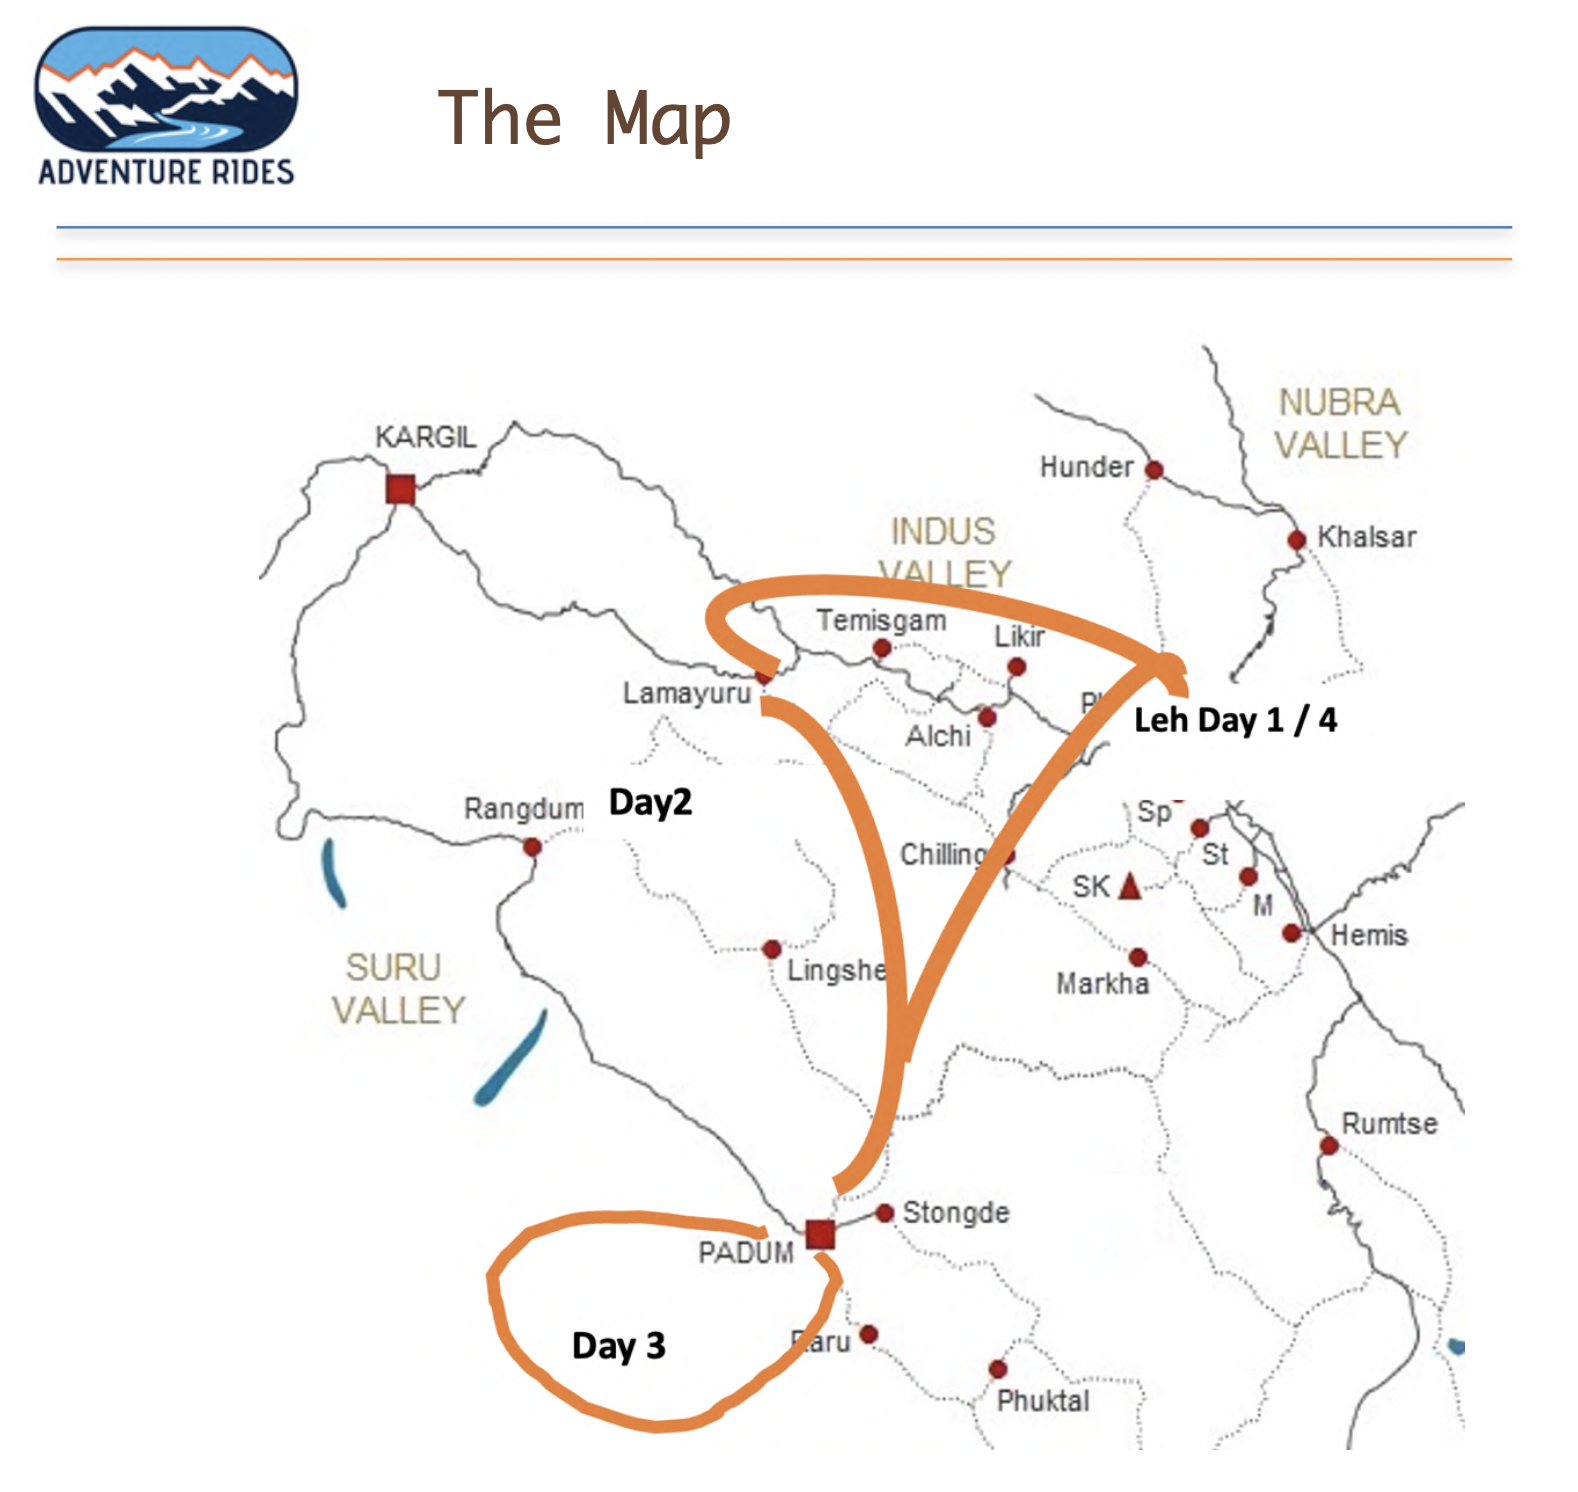 ADVENTURE RIDES
The Map
NUBRA
VALLEY
KARGIL
Hunder
INDUS
VALLEY
Khalsar
Temisgam
Likir
Lamayuru
Alchi
Leh Day 1 / 4
Rangdum
Day2
Sp
Chilling
St
SK
M
Hemis
SURU
VALLEY
Lingshe
Markha
Rumtse
Stongde
PADUM
Day 3
Raru
Phuktal